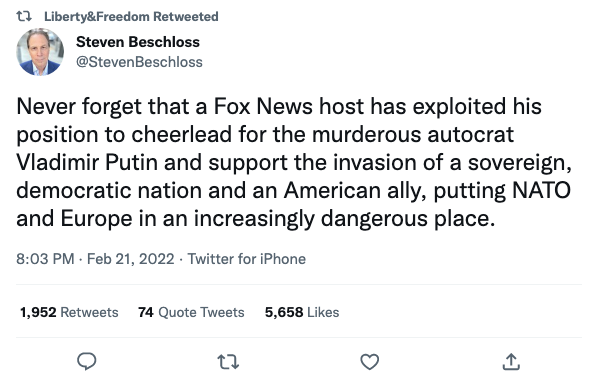 Liberty&Freedom Retweeted
Steven Beschloss
@StevenBeschloss
Never forget that a Fox News host has exploited his
position to cheerlead for the murderous autocrat
Vladimir Putin and support the invasion of a sovereign,
democratic nation and an American ally, putting NATO
and Europe in an increasingly dangerous place.
8:03 PM · Feb 21, 2022 · Twitter for iPhone
1,952 Retweets 74 Quote Tweets 5,658 Likes